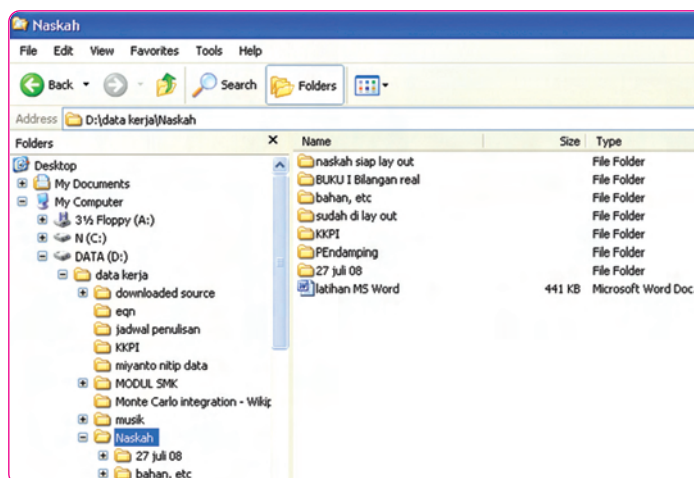 Naskah
File Edit View Favorites Tools Help
Back Search Folders
Address D:\data kerja\Naskah
Folders
Desktop
My Documents
My Computer
3½ Floppy (A:)
N (C:)
DATA (D:)
data kerja
downloaded source
eqn
jadwal penulisan
KKPI
miyanto nitip data
MODUL SMK
Monte Carlo integration - Wikip
musik
Naskah
27 juli 08
bahan, etc
Name Size Type
naskah siap lay out File Folder
BUKU I Bilangan real File Folder
bahan, etc File Folder
sudah di lay out File Folder
KKPI File Folder
PEndamping File Folder
27 juli 08 File Folder
latihan MS Word 441 KB Microsoft Word Doc